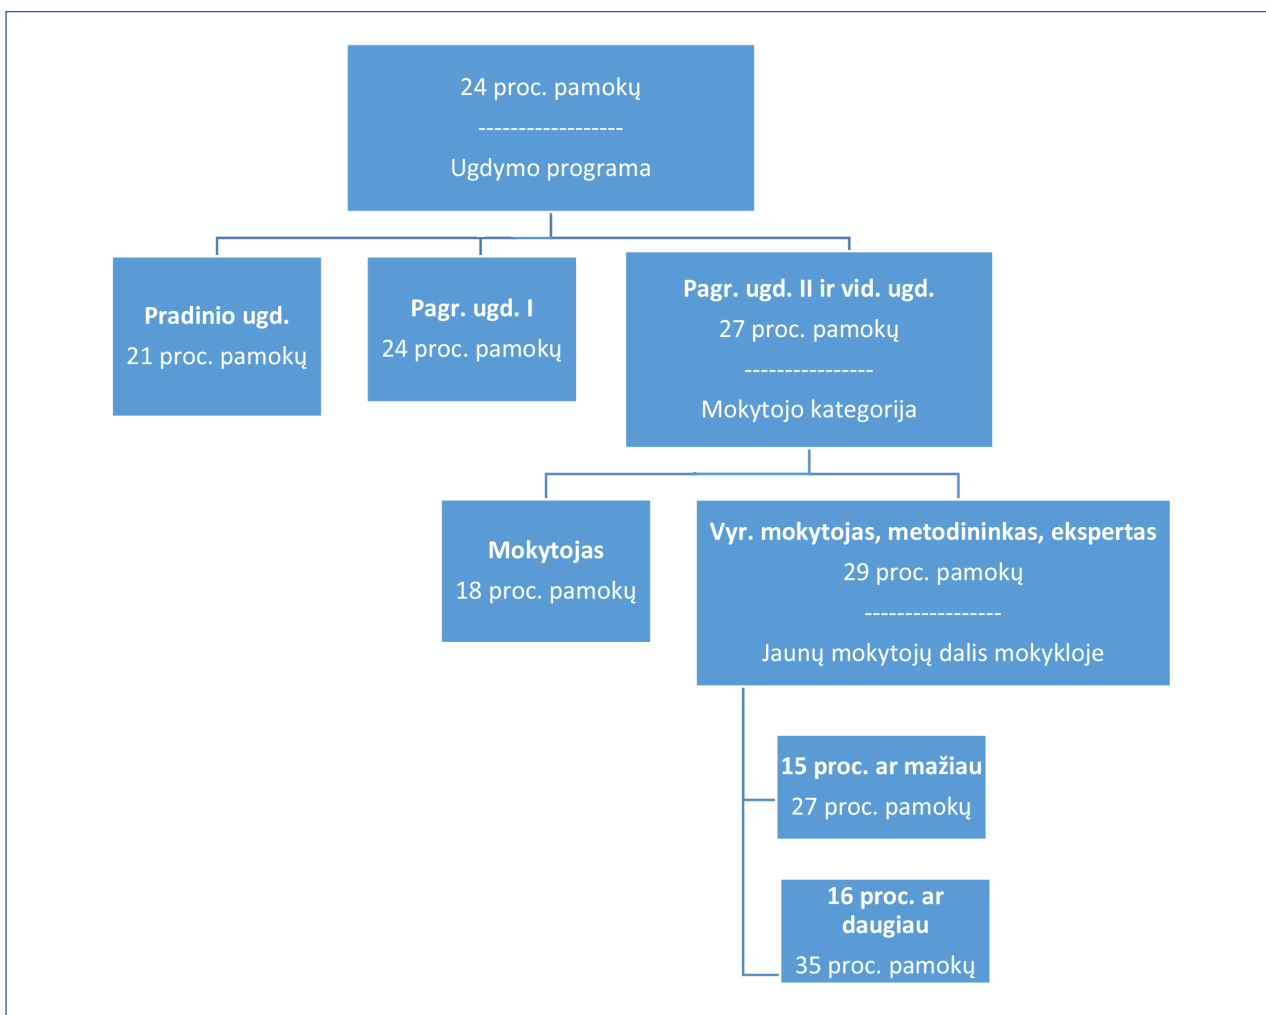 24 proc. pamokų
------------------
Ugdymo programa
Pradinio ugd.
21 proc. pamokų
Pagr. ugd. I
24 proc. pamokų
Pagr. ugd. II ir vid. ugd.
27 proc. pamokų
----------------
Mokytojo kategorija
Mokytojas
18 proc. pamokų
Vyr. mokytojas, metodininkas, ekspertas
29 proc. pamokų
-----------------
Jaunų mokytojų dalis mokykloje
15 proc. ar mažiau
27 proc. pamokų
16 proc. ar
daugiau
35 proc. pamokų